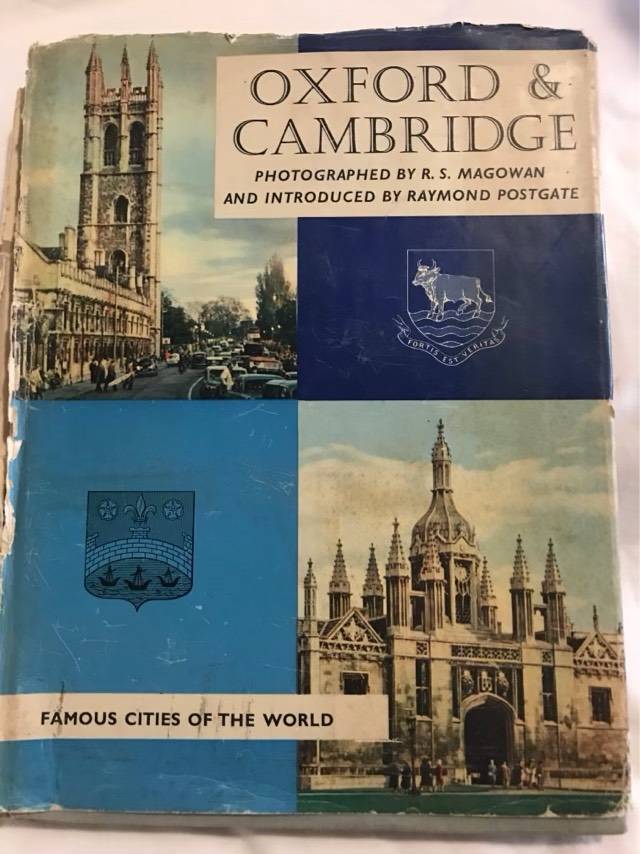 OXFORD &
CAMBRIDGE
PHOTOGRAPHED BY R. S. MAGOWAN
AND INTRODUCED BY RAYMOND POSTGATE
FORTIS EST VERITAS
FAMOUS CITIES OF THE WORLD